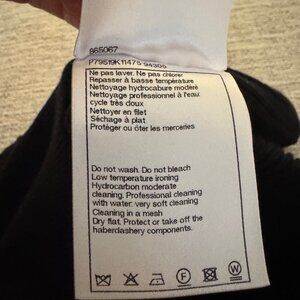 865067
P79519K11475 94305
Ne pas laver. Ne pas chlorer
Repasser à basse température
Nettoyage hydrocabure modéré
Nettoyage professionnel à l'eau
cycle très doux
Nettoyer en filet
Séchage à plat
Protéger ou ôter les merceries
Do not wash. Do not bleach
Low temperature ironing
Hydrocarbon moderate
cleaning. Professional cleaning
with water: very soft cleaning
Cleaning in a mesh
Dry flat. Protect or take off the
haberdashery components.
F W